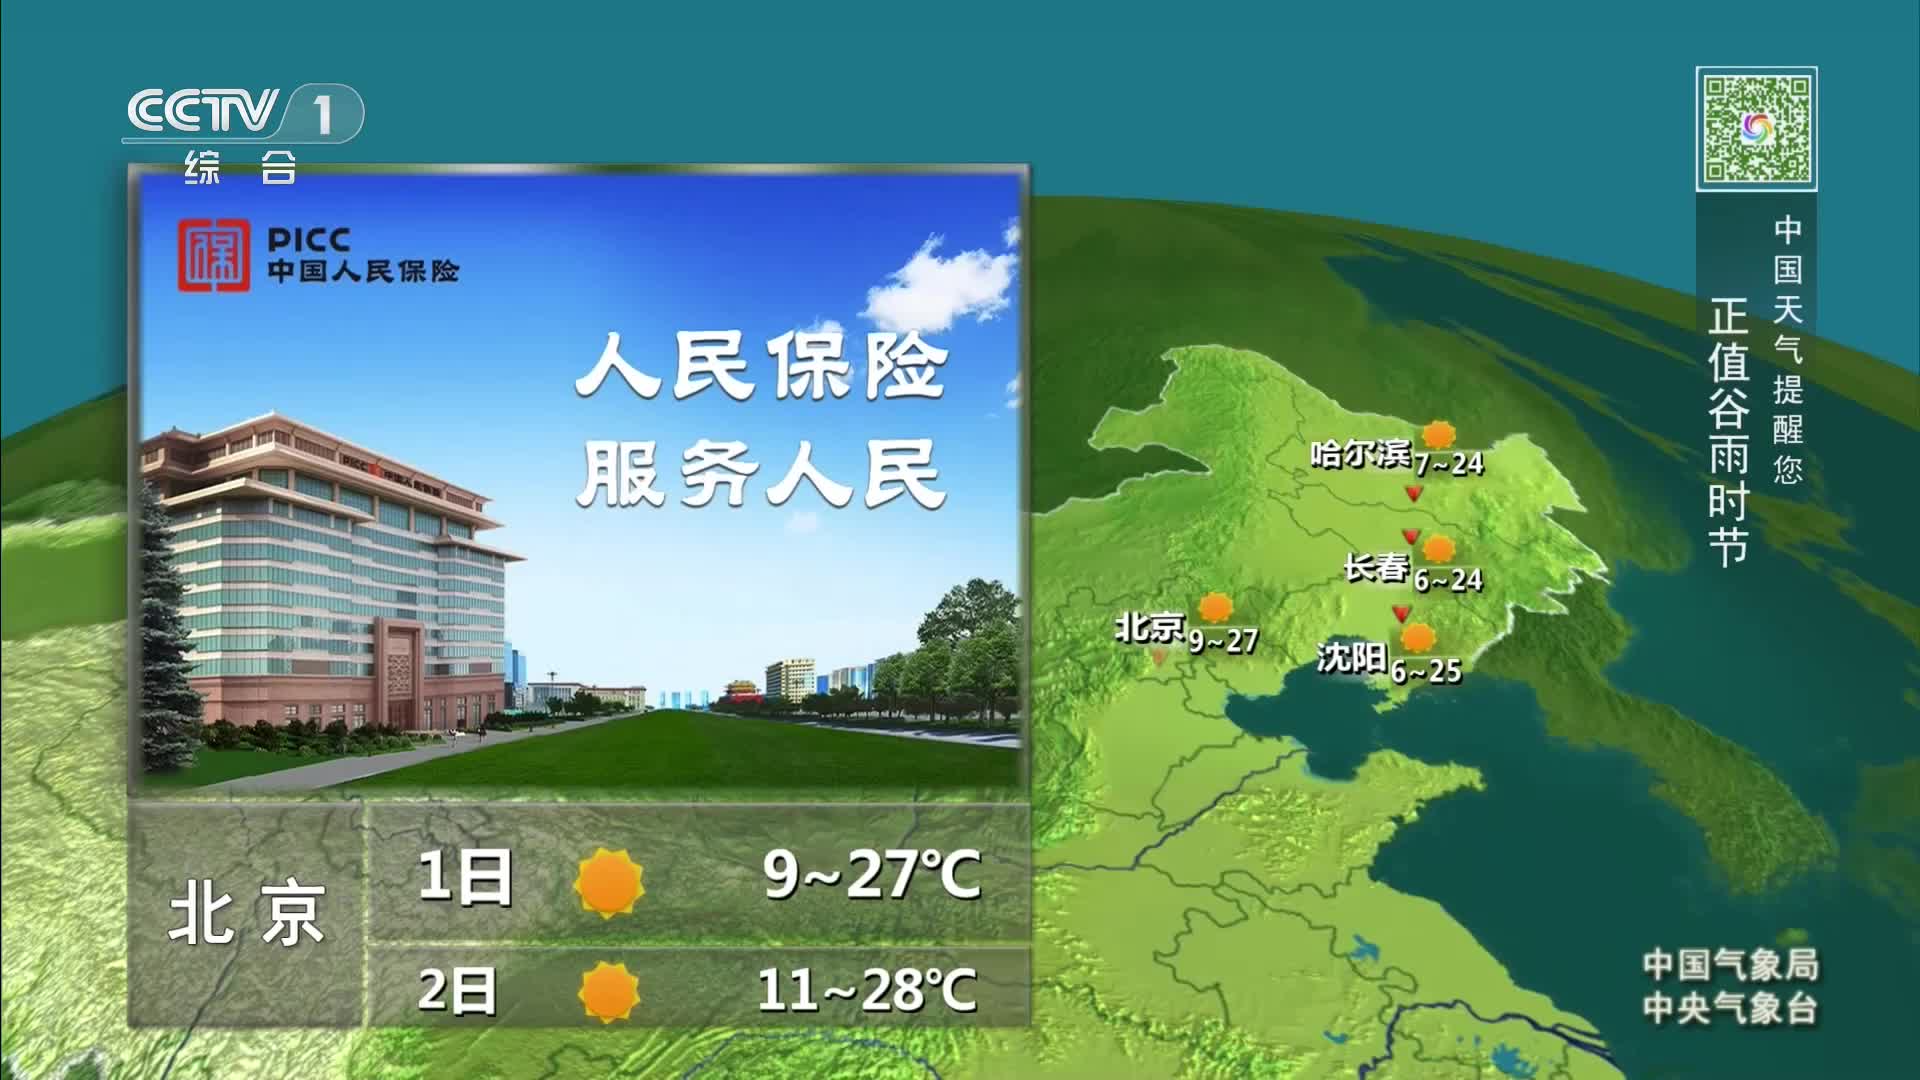 CCTV 1
综 合
PICC
中国人民保险
人民保险
服务人民
北京
1日 9~27℃
2日 11~28℃
哈尔滨 7~24
长春 6~24
北京 9~27
沈阳 6~25
中国天气提醒您
正值谷雨时节
中国气象局
中央气象台